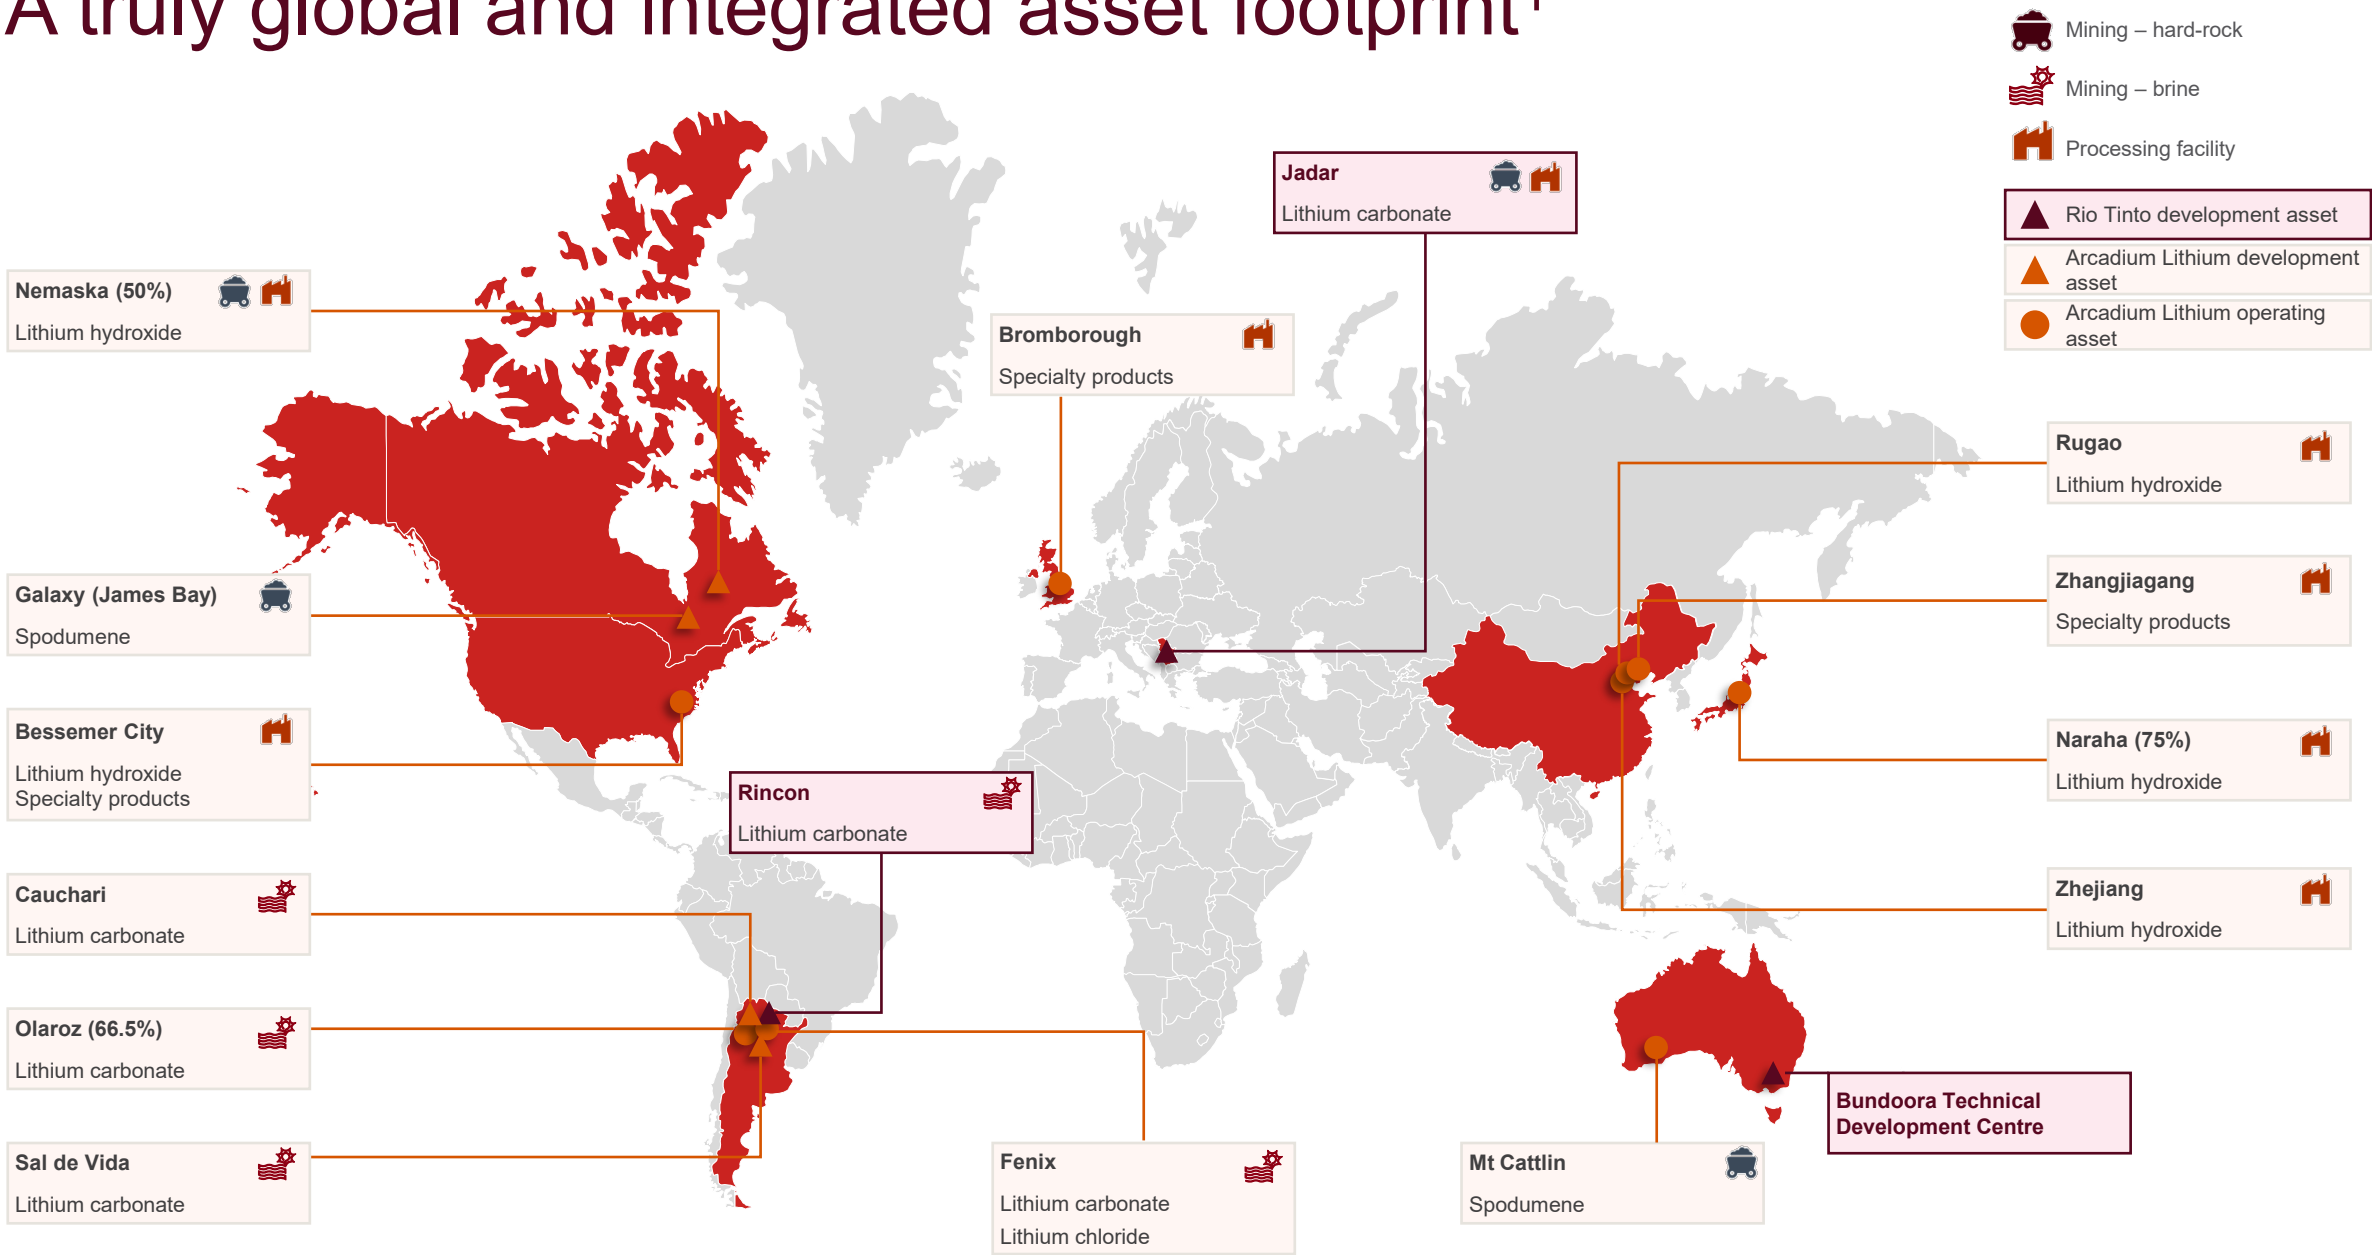 A truly global and integrated asset footprint¹
Mining – hard-rock
Mining – brine
Processing facility
Rio Tinto development asset
Arcadium Lithium development
asset
Arcadium Lithium operating
asset
Jadar
Lithium carbonate
Nemaska (50%)
Lithium hydroxide
Bromborough
Specialty products
Rugao
Lithium hydroxide
Galaxy (James Bay)
Spodumene
Zhangjiagang
Specialty products
Bessemer City
Lithium hydroxide
Specialty products
Naraha (75%)
Lithium hydroxide
Rincon
Lithium carbonate
Cauchari
Lithium carbonate
Zhejiang
Lithium hydroxide
Olaroz (66.5%)
Lithium carbonate
Bundoora Technical
Development Centre
Sal de Vida
Lithium carbonate
Fenix
Lithium carbonate
Lithium chloride
Mt Cattlin
Spodumene